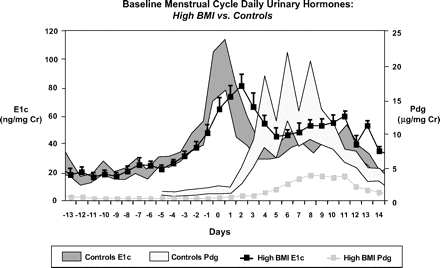 Baseline Menstrual Cycle Daily Urinary Hormones:
High BMI vs. Controls
E1c
(ng/mg Cr)
120
100
80
60
40
20
0
25
20
15
10
5
0
Pdg
(µg/mg Cr)
-13 -12 -11 -10 -9 -8 -7 -6 -5 -4 -3 -2 -1 0 1 2 3 4 5 6 7 8 9 10 11 12 13 14
Days
Controls E1c Controls Pdg High BMI E1c High BMI Pdg